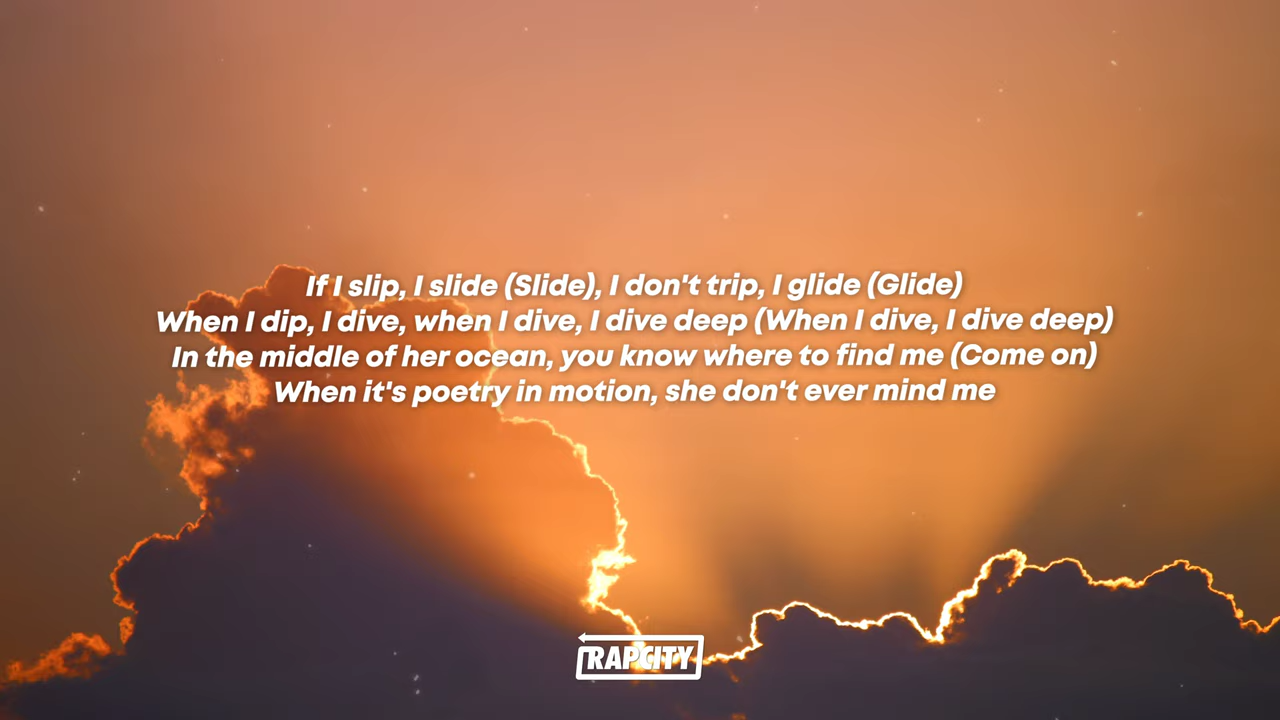 If I slip, I slide (Slide), I don't trip, I glide (Glide)
When I dip, I dive, when I dive, I dive deep (When I dive, I dive deep)
In the middle of her ocean, you know where to find me (Come on)
When it's poetry in motion, she don't ever mind me
RAPCITY